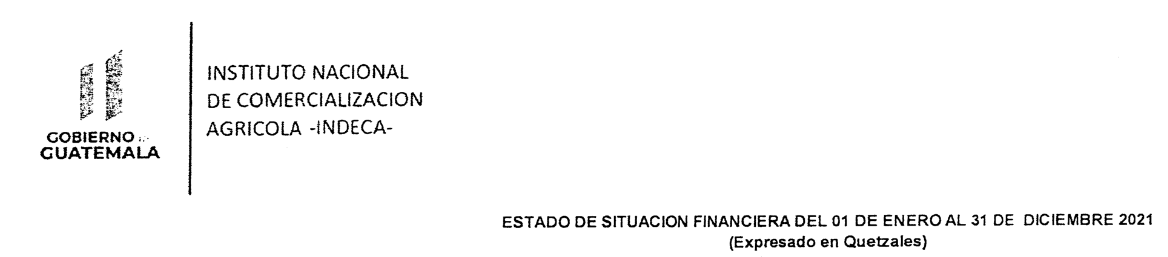 INSTITUTO NACIONAL
DE COMERCIALIZACION
AGRICOLA -INDECA-
GOBIERNO
GUATEMALA
ESTADO DE SITUACION FINANCIERA DEL 01 DE ENERO AL 31 DE DICIEMBRE 2021
(Expresado en Quetzales)